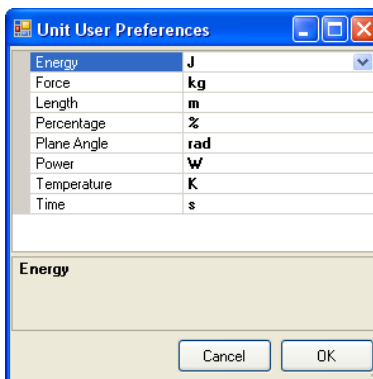 Unit User Preferences
Energy J
Force kg
Length m
Percentage %
Plane Angle rad
Power W
Temperature K
Time s
Energy
Cancel OK